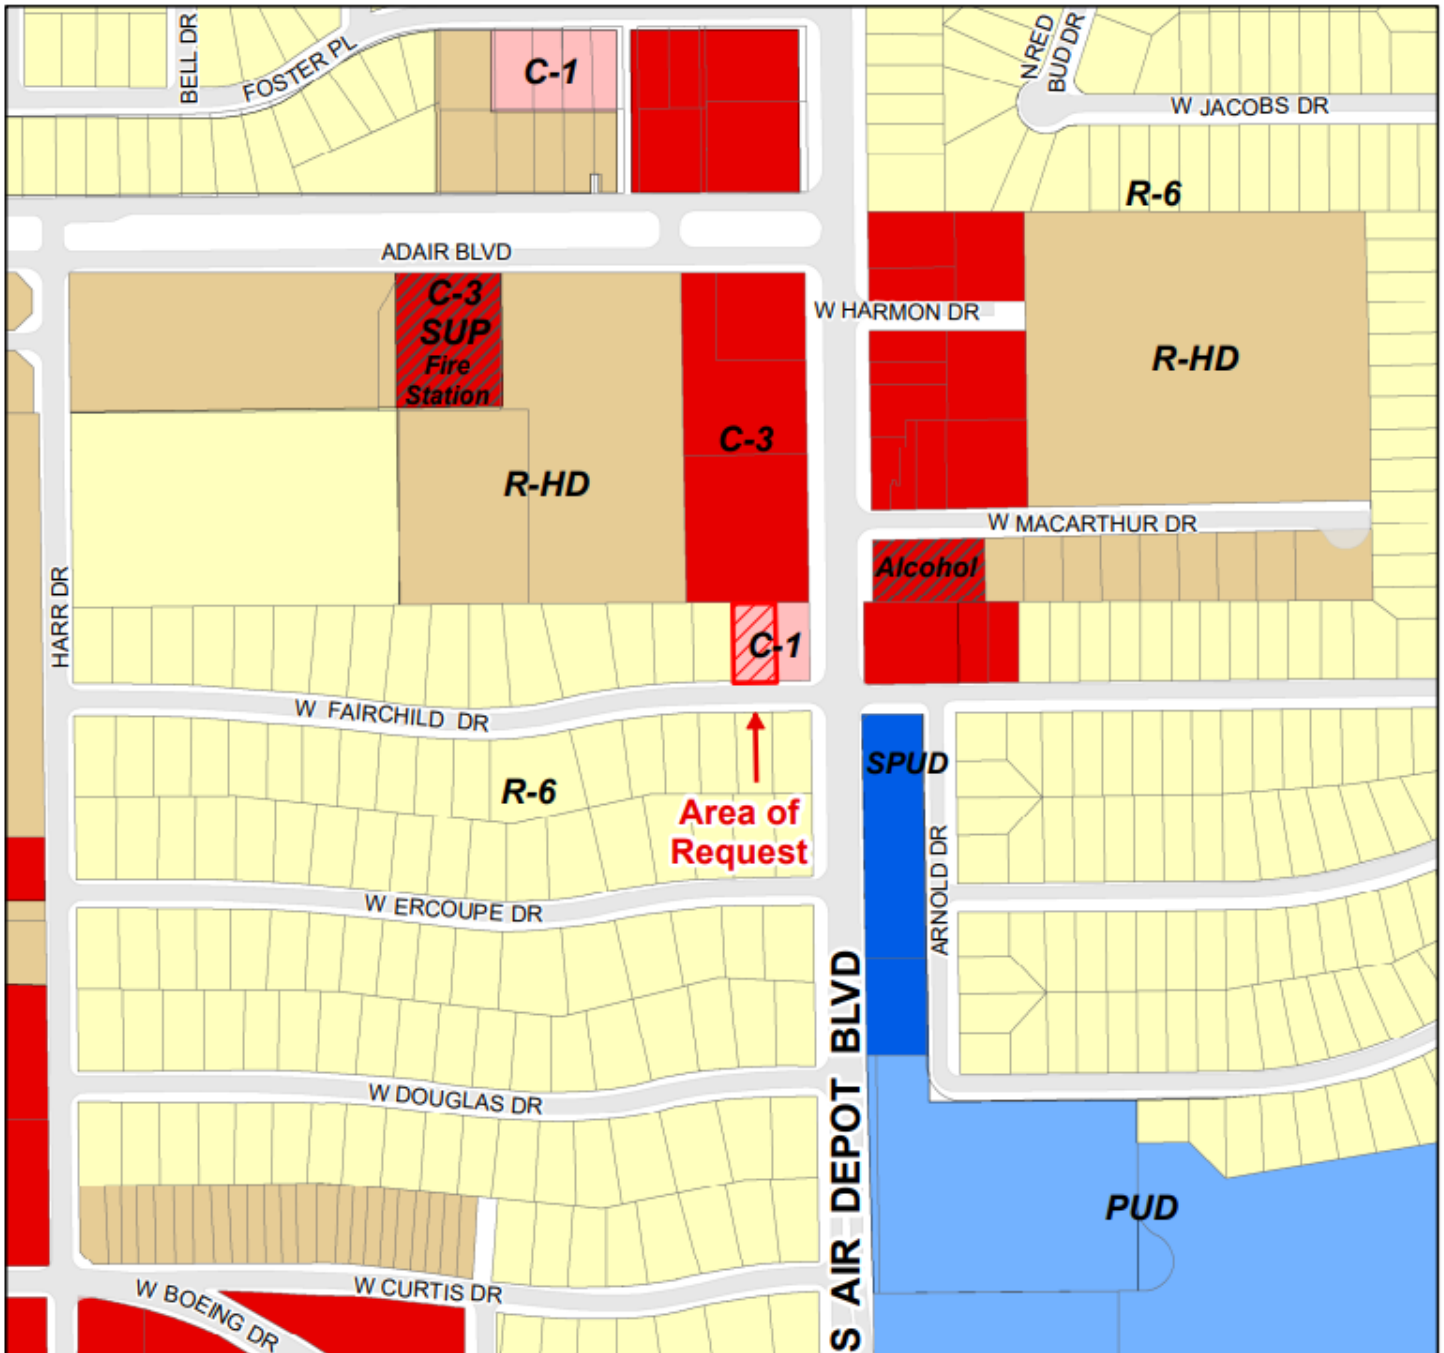 BELL DR
FOSTER PL
C-1
N RED
BUD DR
W JACOBS DR
R-6
ADAIR BLVD
C-3
SUP
Fire
Station
W HARMON DR
R-HD
C-3
R-HD
W MACARTHUR DR
Alcohol
HARR DR
C-1
W FAIRCHILD DR
SPUD
R-6
Area of
Request
ARNOLD DR
W ERCOUPE DR
S AIR DEPOT BLVD
W DOUGLAS DR
PUD
W CURTIS DR
W BOEING DR